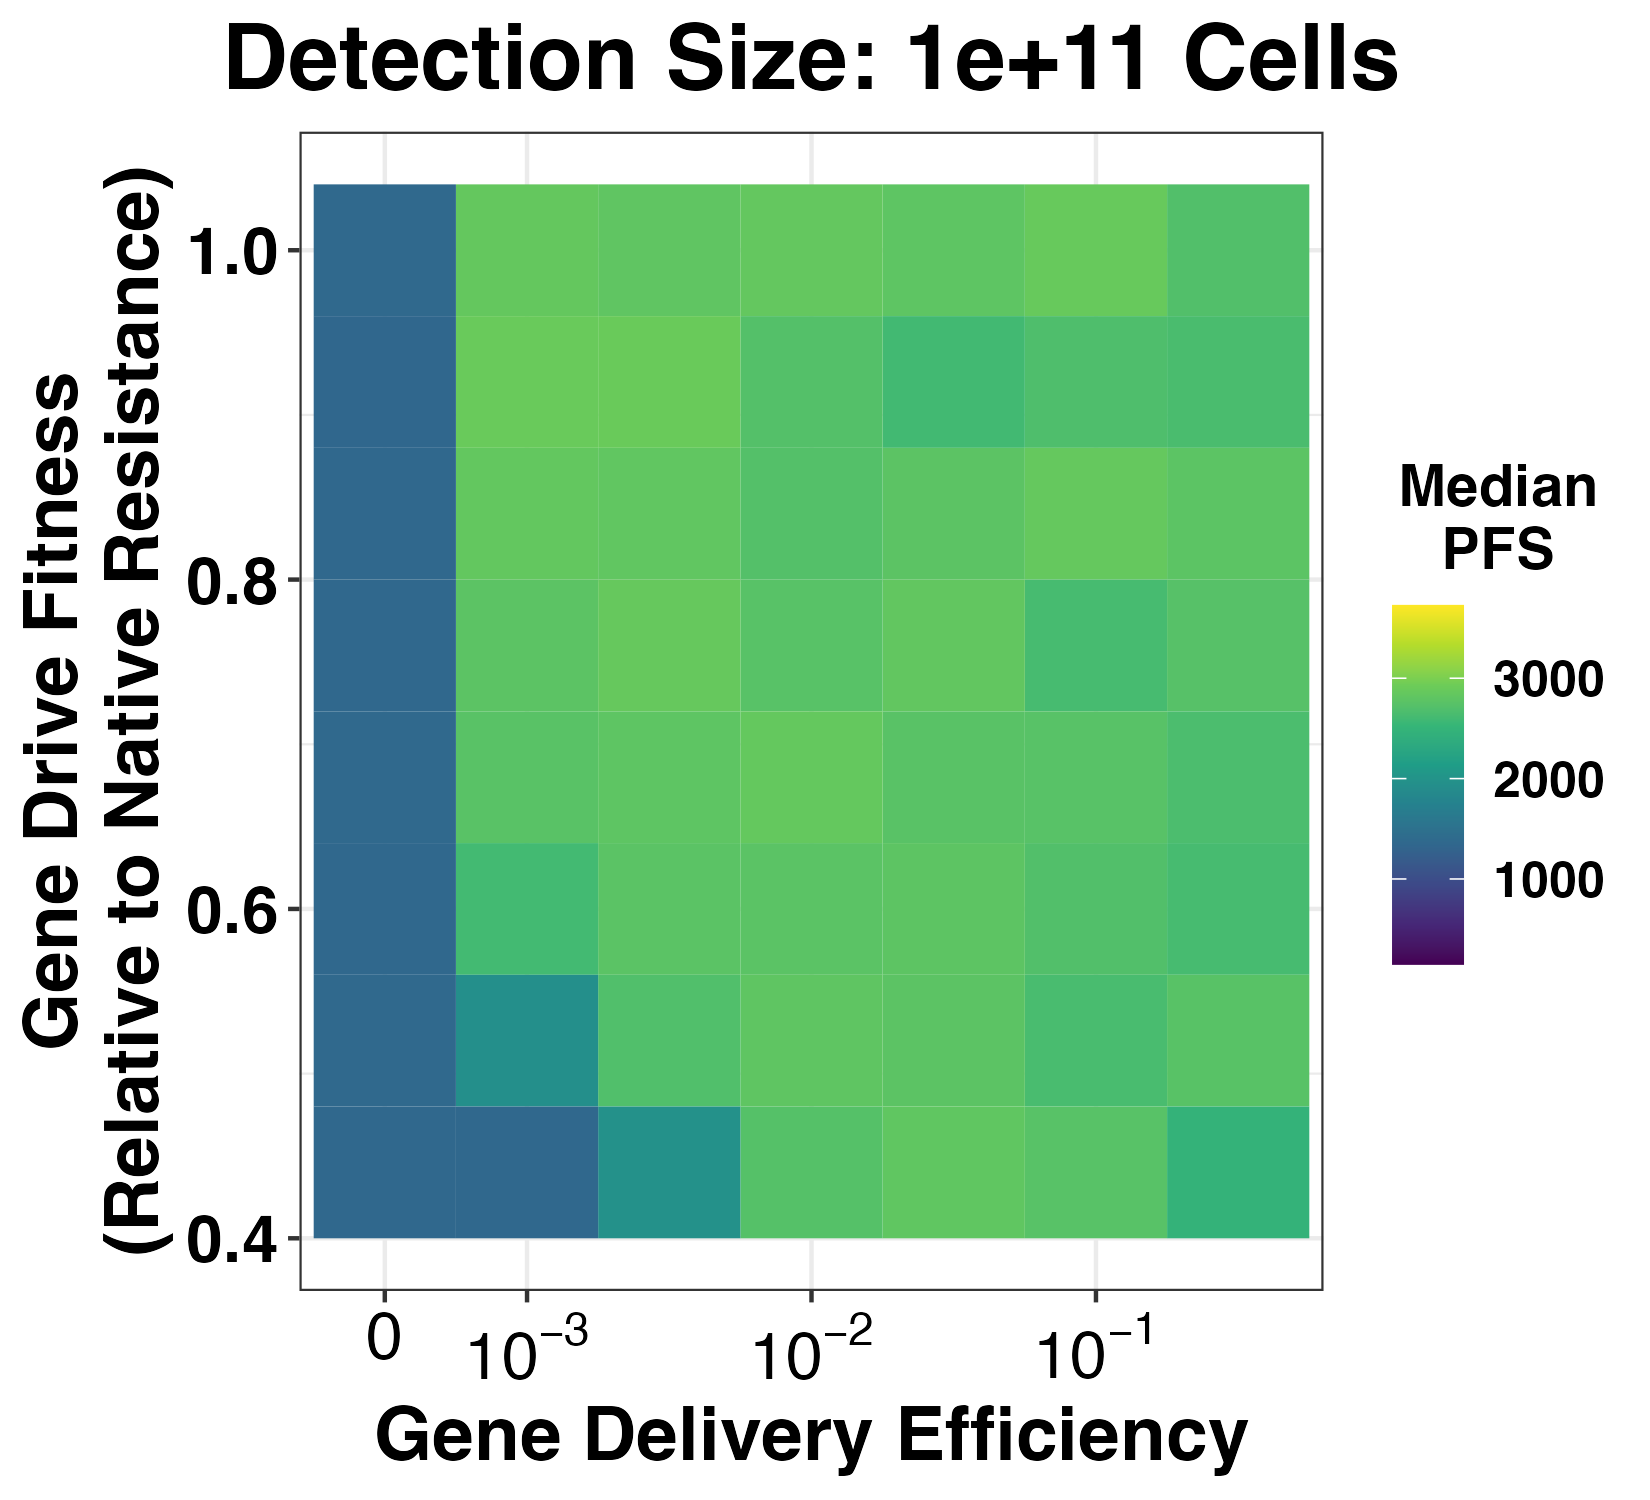 Detection Size: 1e+11 Cells
Gene Drive Fitness
(Relative to Native Resistance)
1.0
0.8
0.6
0.4
0
10⁻³
10⁻²
10⁻¹
Gene Delivery Efficiency
Median
PFS
3000
2000
1000